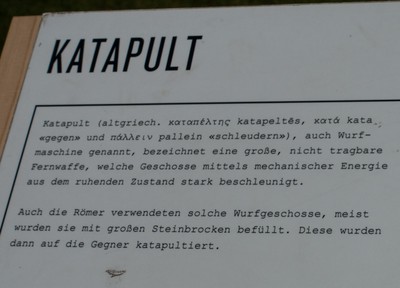 KATAPULT
Katapult (altgriech. καταπέλτης katapeltēs, κατά kata
«gegen» und πάλλειν pallein «schleudern»), auch Wurf-
maschine genannt, bezeichnet eine große, nicht tragbare
Fernwaffe, welche Geschosse mittels mechanischer Energie
aus dem ruhenden Zustand stark beschleunigt.
Auch die Römer verwendeten solche Wurfgeschosse, meist
wurden sie mit großen Steinbrocken befüllt. Diese wurden
dann auf die Gegner katapultiert.